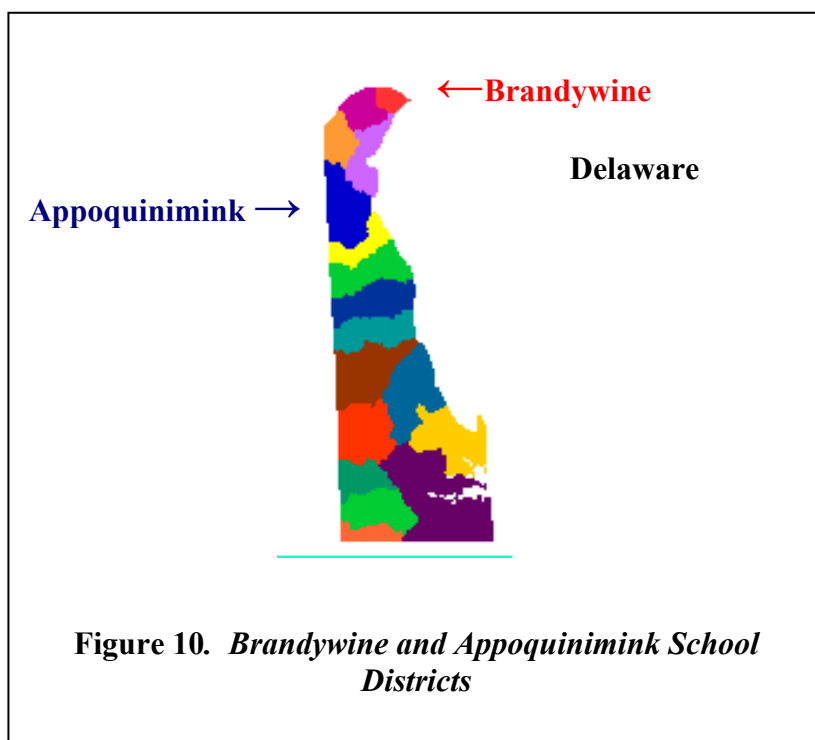 ←Brandywine
Delaware
Appoquinimink →
Figure 10. Brandywine and Appoquinimink School
Districts